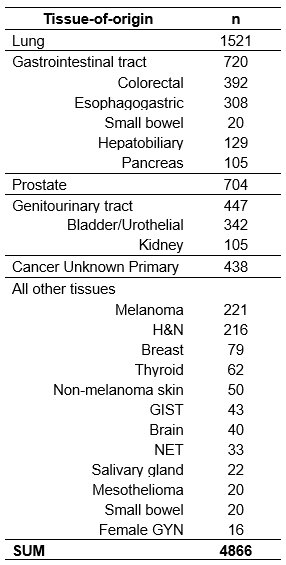 Tissue-of-origin n
Lung 1521
Gastrointestinal tract 720
Colorectal 392
Esophagogastric 308
Small bowel 20
Hepatobiliary 129
Pancreas 105
Prostate 704
Genitourinary tract 447
Bladder/Urothelial 342
Kidney 105
Cancer Unknown Primary 438
All other tissues
Melanoma 221
H&N 216
Breast 79
Thyroid 62
Non-melanoma skin 50
GIST 43
Brain 40
NET 33
Salivary gland 22
Mesothelioma 20
Small bowel 20
Female GYN 16
SUM 4866